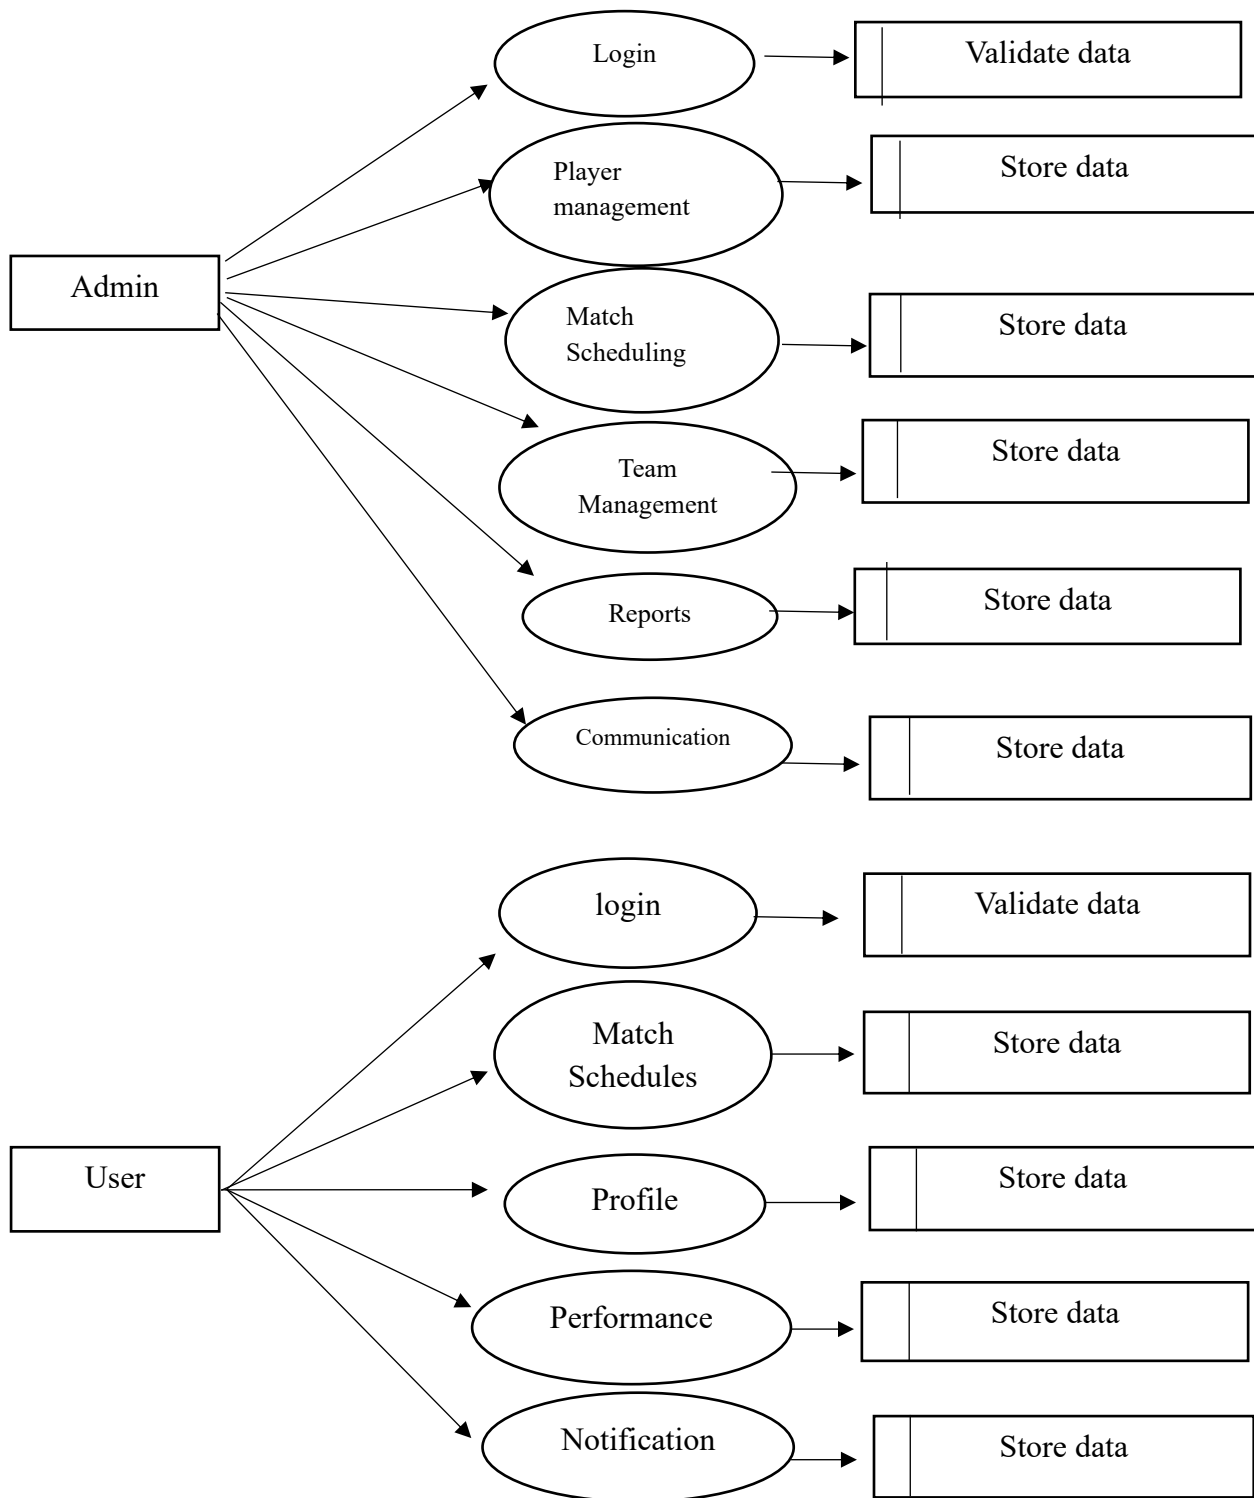 Login
Validate data
Player
management
Store data
Admin
Match
Scheduling
Store data
Team
Management
Store data
Reports
Store data
Communication
Store data
login
Validate data
Match
Schedules
Store data
User
Profile
Store data
Performance
Store data
Notification
Store data